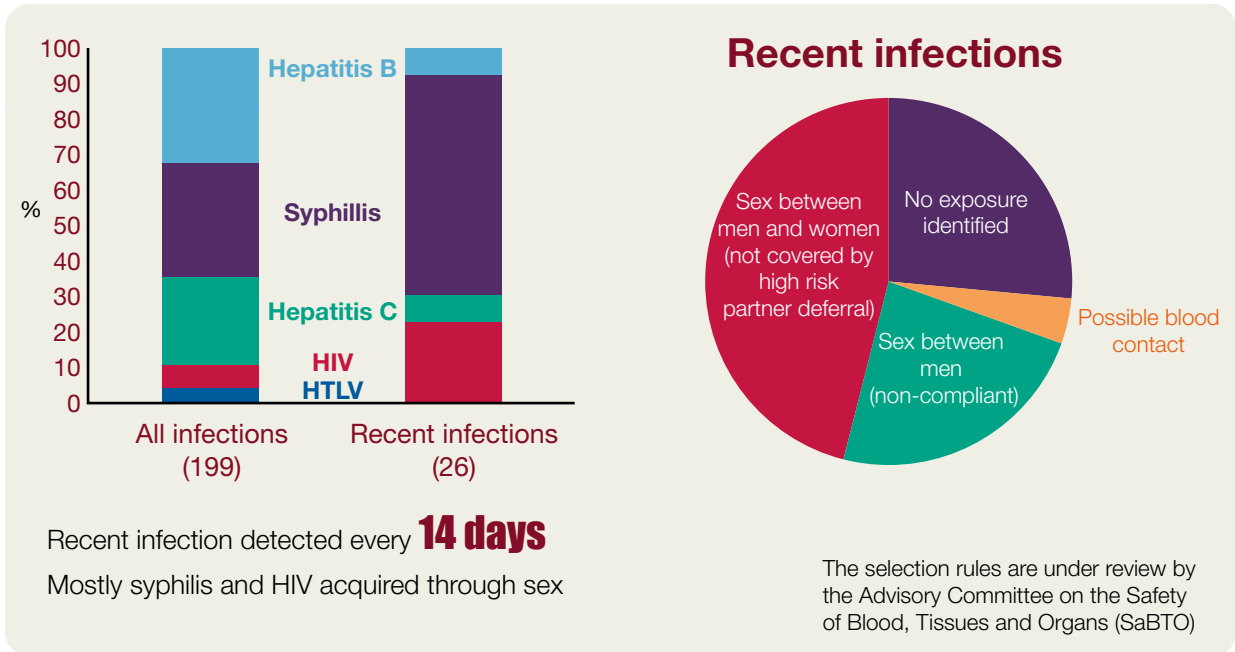 100
90
80
70
60
50
40
30
20
10
0
%
Hepatitis B
Syphillis
Hepatitis C
HIV
HTLV
All infections
(199)
Recent infections
(26)
Recent infection detected every 14 days
Mostly syphilis and HIV acquired through sex
Recent infections
Sex between
men and women
(not covered by
high risk
partner deferral)
No exposure
identified
Possible blood
contact
Sex between
men
(non-compliant)
The selection rules are under review by
the Advisory Committee on the Safety
of Blood, Tissues and Organs (SaBTO)